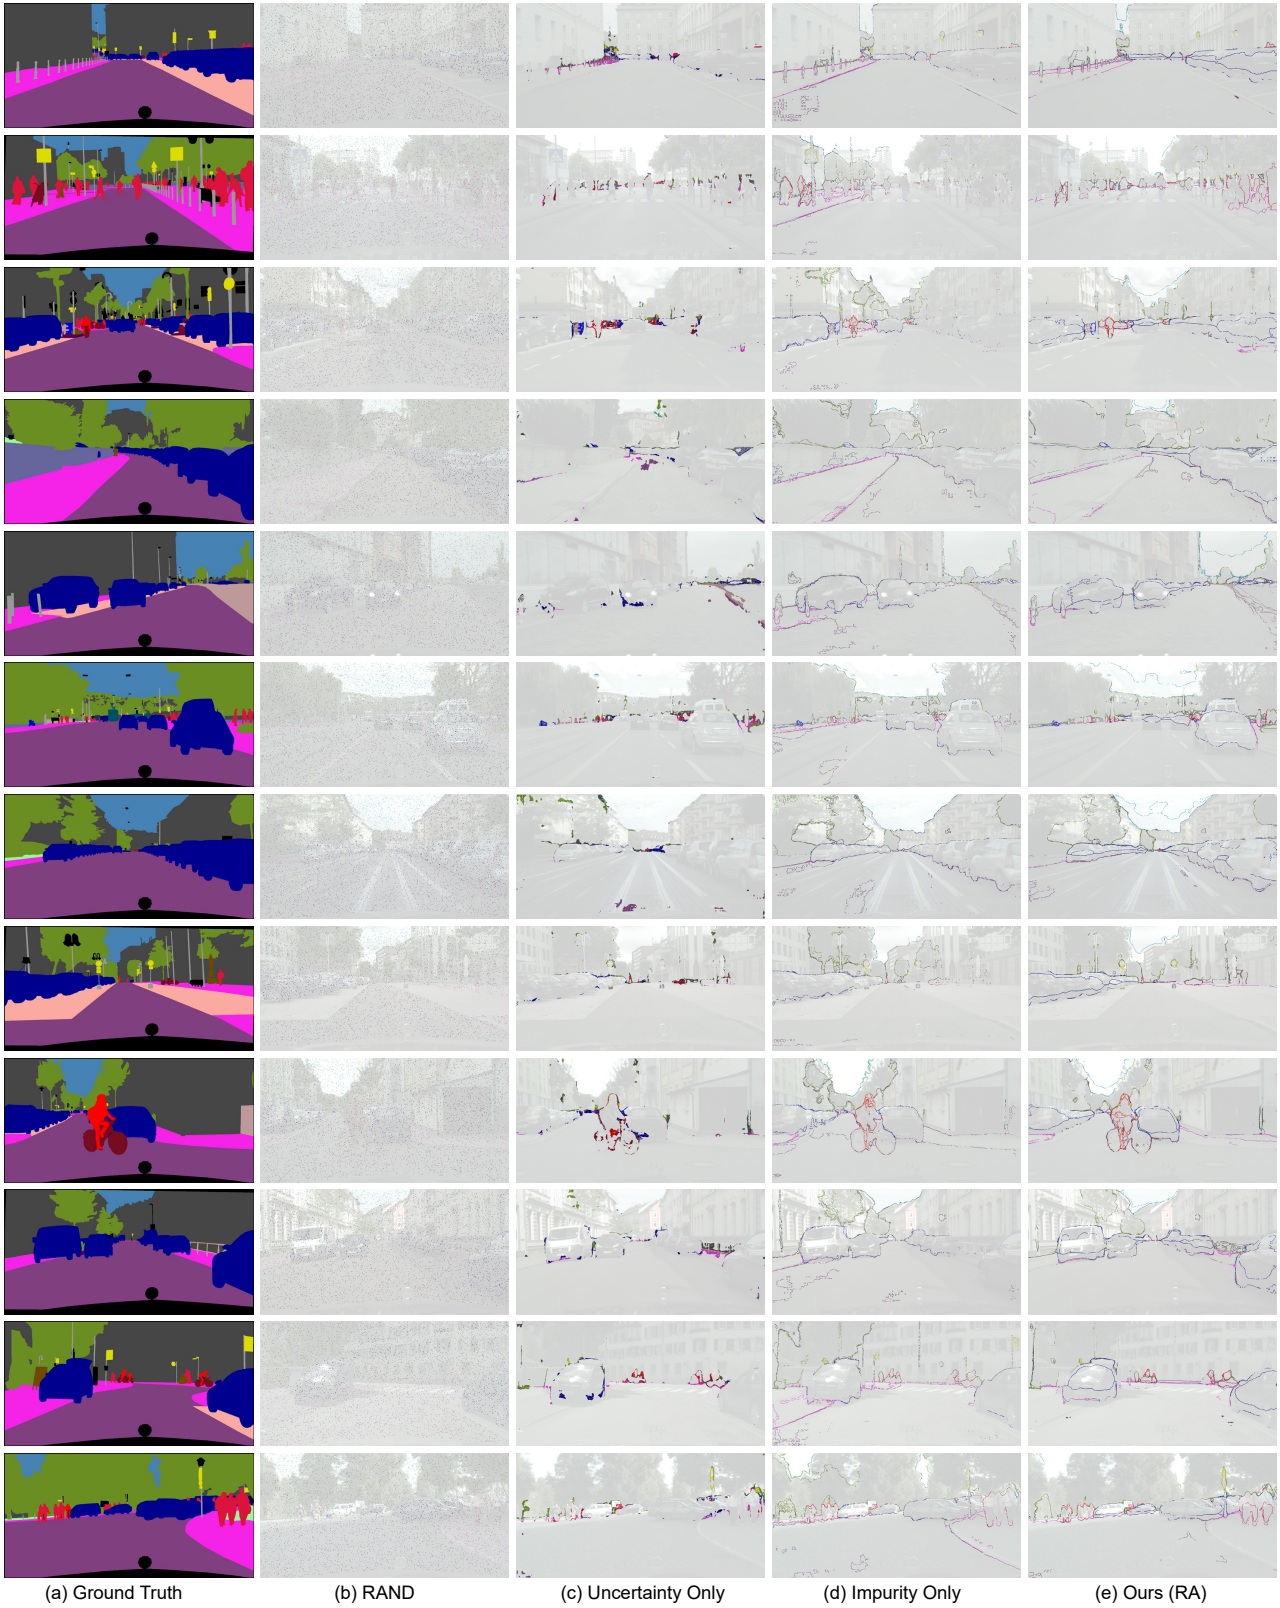 (a) Ground Truth
(b) RAND
(c) Uncertainty Only
(d) Impurity Only
(e) Ours (RA)